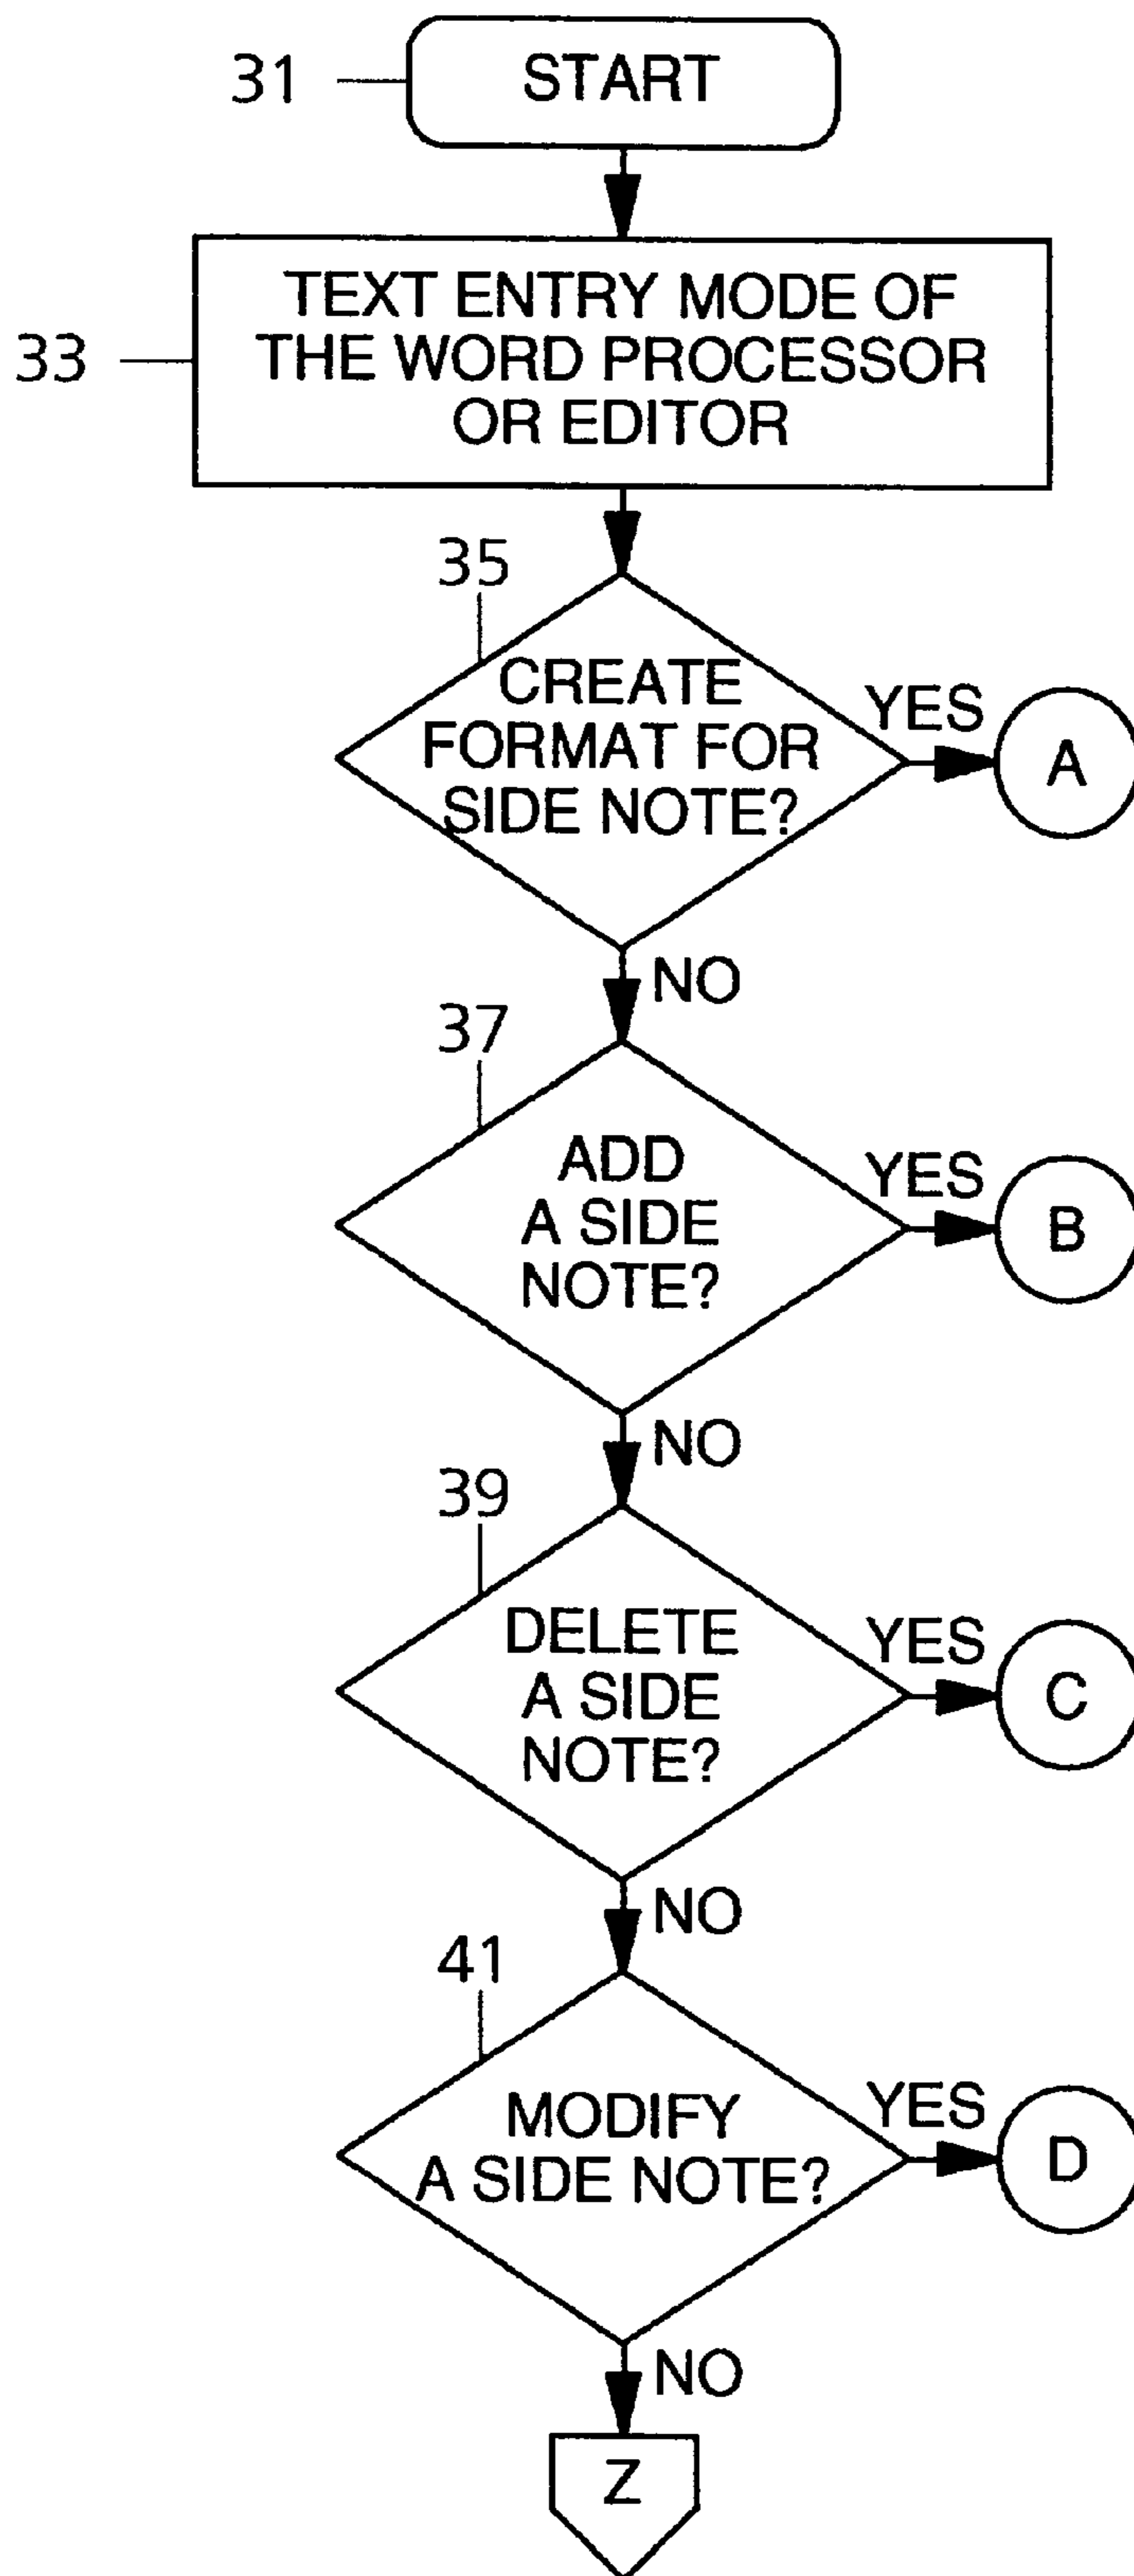 31
START
33
TEXT ENTRY MODE OF
THE WORD PROCESSOR
OR EDITOR
35
CREATE
FORMAT FOR
SIDE NOTE?
YES
A
NO
37
ADD
A SIDE
NOTE?
YES
B
NO
39
DELETE
A SIDE
NOTE?
YES
C
NO
41
MODIFY
A SIDE NOTE?
YES
D
NO
Z